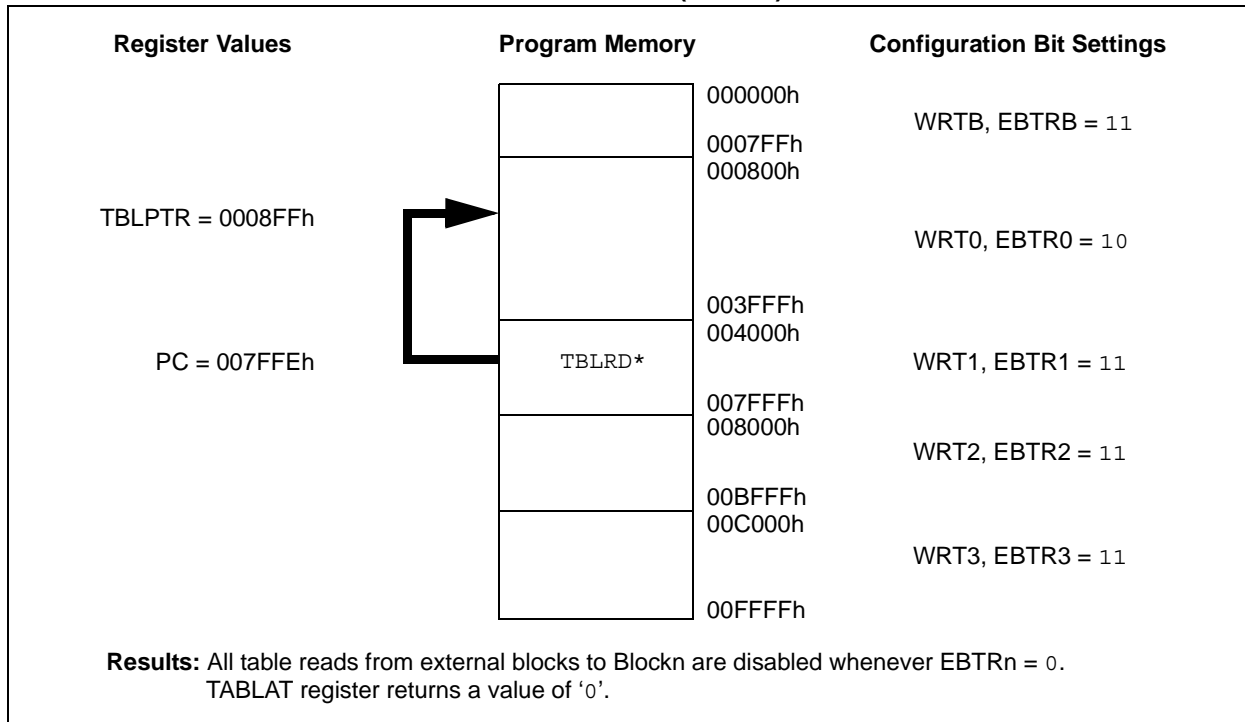 Register Values
Program Memory
Configuration Bit Settings
000000h
WRTB, EBTRB = 11
0007FFh
000800h
TBLPTR = 0008FFh
WRT0, EBTR0 = 10
003FFFh
004000h
PC = 007FFEh
TBLRD*
WRT1, EBTR1 = 11
007FFFh
008000h
WRT2, EBTR2 = 11
00BFFFh
00C000h
WRT3, EBTR3 = 11
00FFFFh
Results: All table reads from external blocks to Blockn are disabled whenever EBTRn = 0.
TABLAT register returns a value of ‘0’.